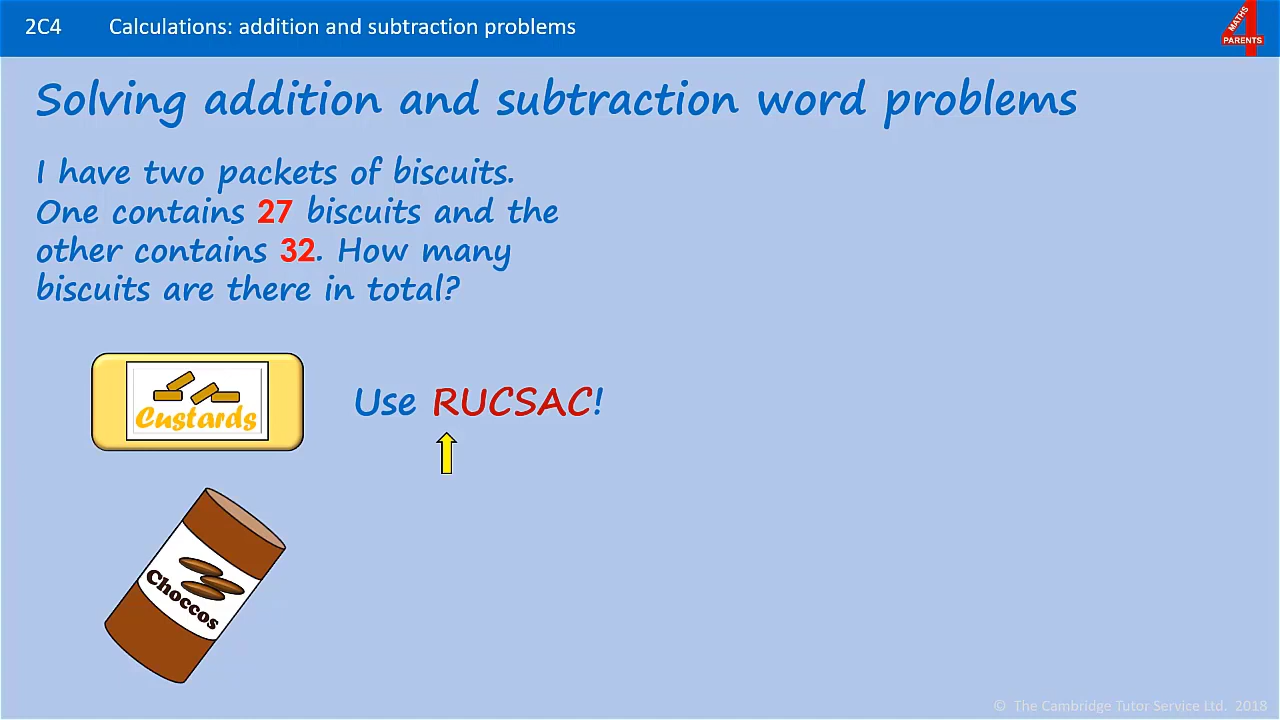 2C4 Calculations: addition and subtraction problems
MATHS
4
PARENTS
Solving addition and subtraction word problems
I have two packets of biscuits.
One contains 27 biscuits and the
other contains 32. How many
biscuits are there in total?
Custards
Use RUCSAC!
Choccos
© The Cambridge Tutor Service Ltd. 2018